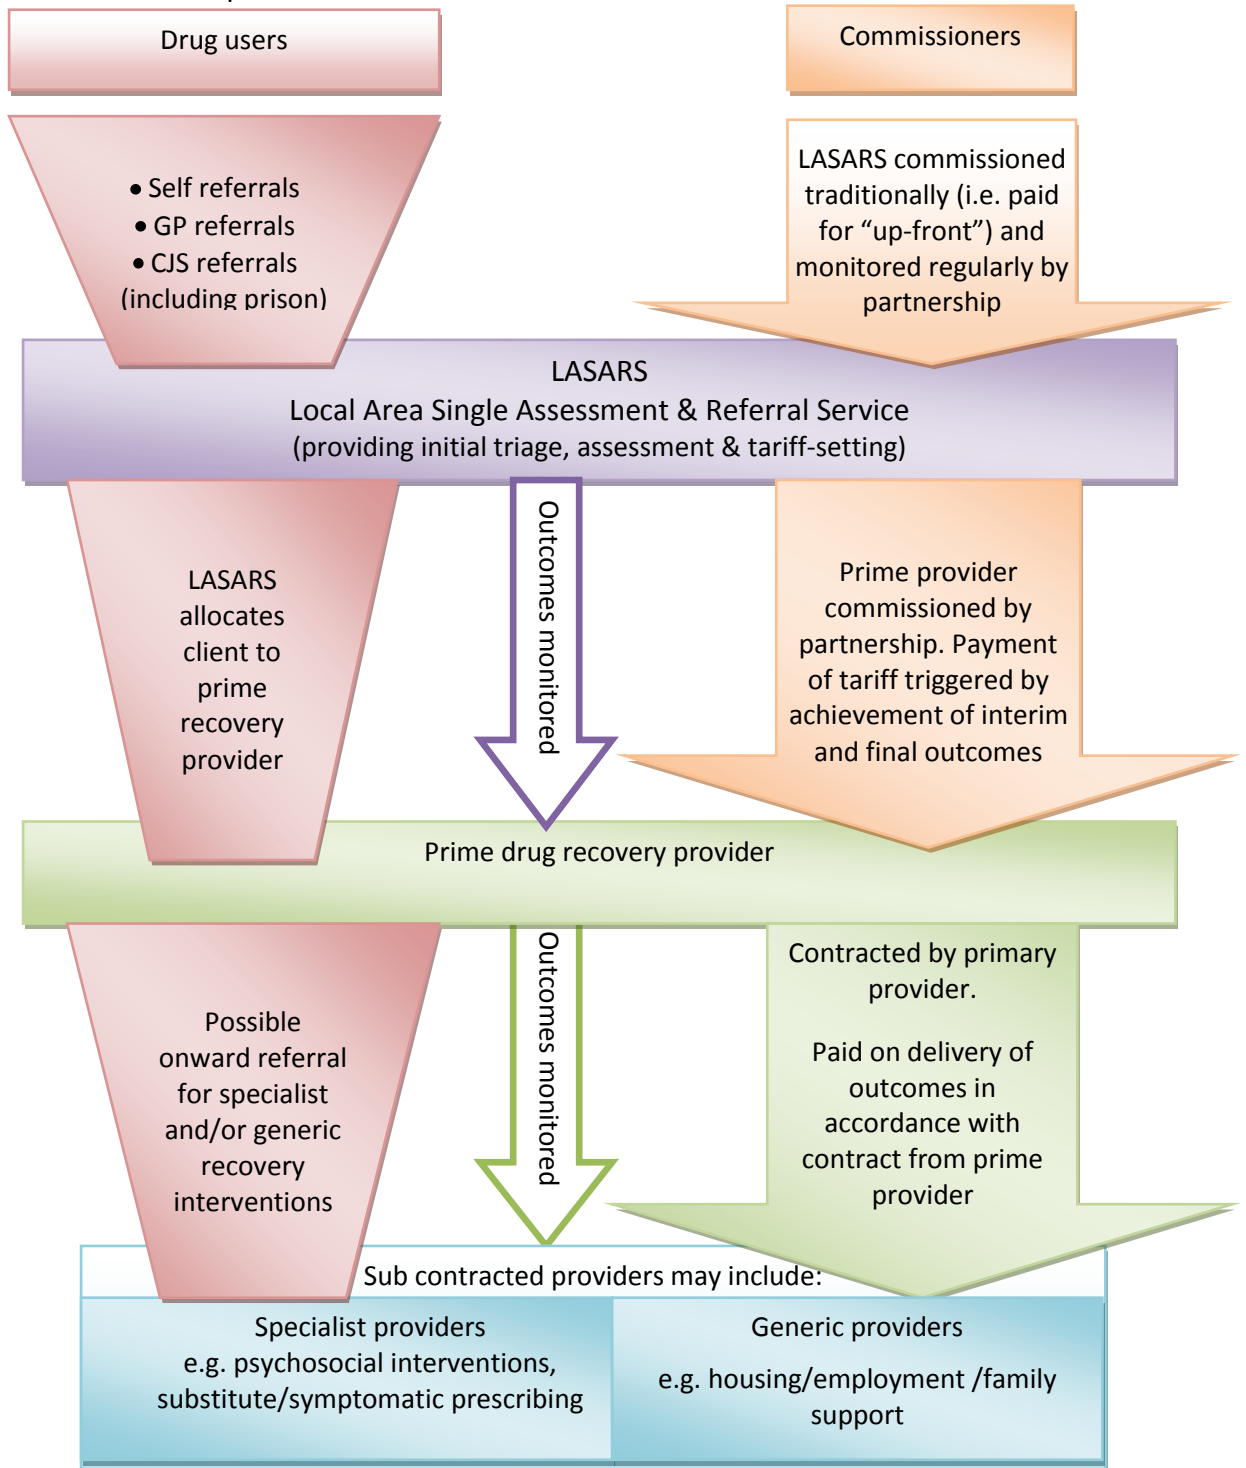 Drug users
Commissioners
• Self referrals
• GP referrals
• CJS referrals
(including prison)
LASARS commissioned
traditionally (i.e. paid
for “up-front”) and
monitored regularly by
partnership
LASARS
Local Area Single Assessment & Referral Service
(providing initial triage, assessment & tariff-setting)
LASARS
allocates
client to
prime
recovery
provider
Outcomes monitored
Prime provider
commissioned by
partnership. Payment
of tariff triggered by
achievement of interim
and final outcomes
Prime drug recovery provider
Possible
onward referral
for specialist
and/or generic
recovery
interventions
Outcomes monitored
Contracted by primary
provider.
Paid on delivery of
outcomes in
accordance with
contract from prime
provider
Sub contracted providers may include:
Specialist providers
e.g. psychosocial interventions,
substitute/symptomatic prescribing
Generic providers
e.g. housing/employment /family
support